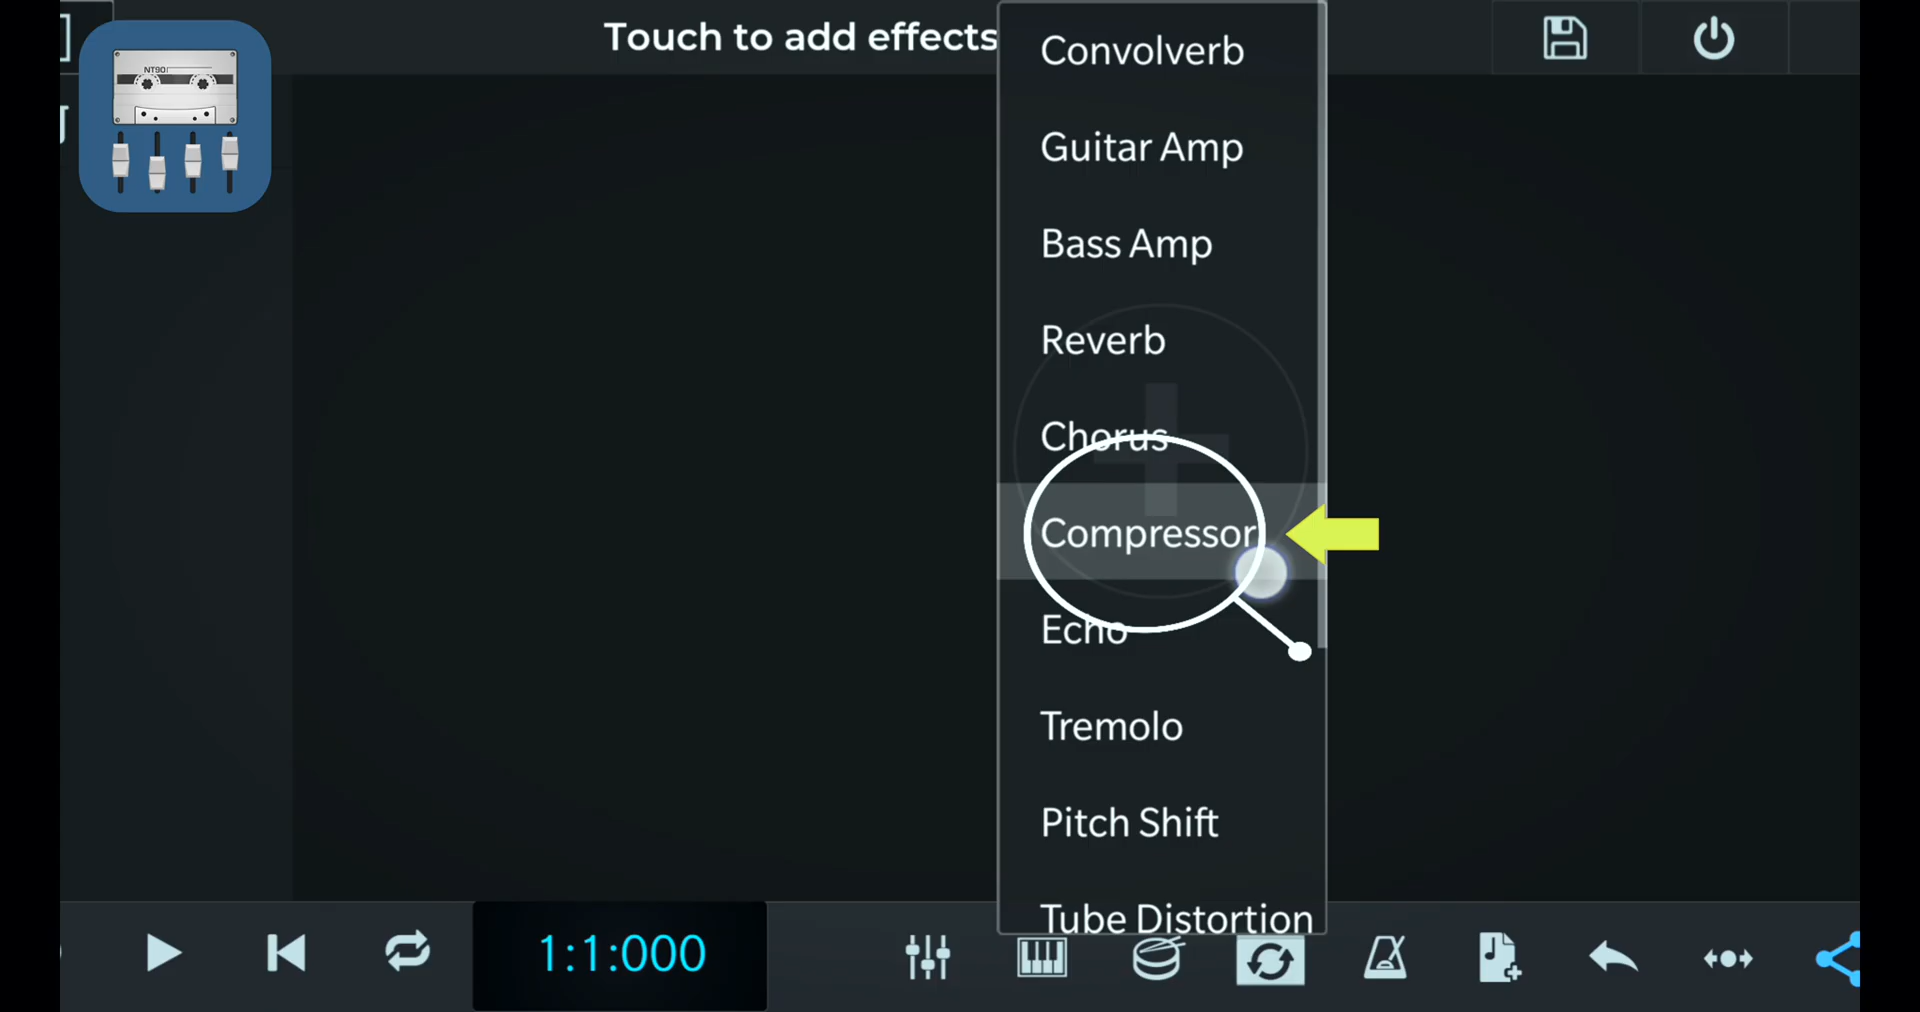 Touch to add effects
NT90
Convolverb
Guitar Amp
Bass Amp
Reverb
Chorus
Compressor
Echo
Tremolo
Pitch Shift
Tube Distortion
1:1:000